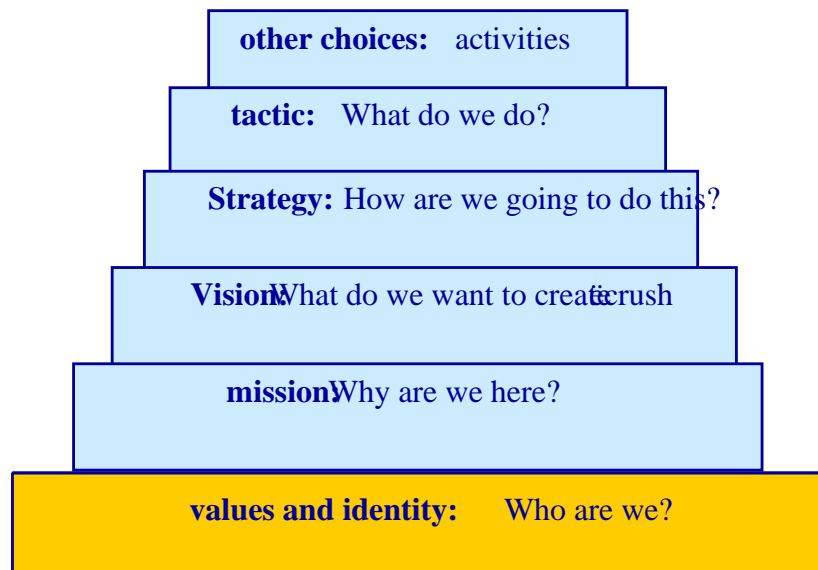 other choices: activities
tactic: What do we do?
Strategy: How are we going to do this?
Vision: What do we want to create ëcrush
mission: Why are we here?
values and identity: Who are we?